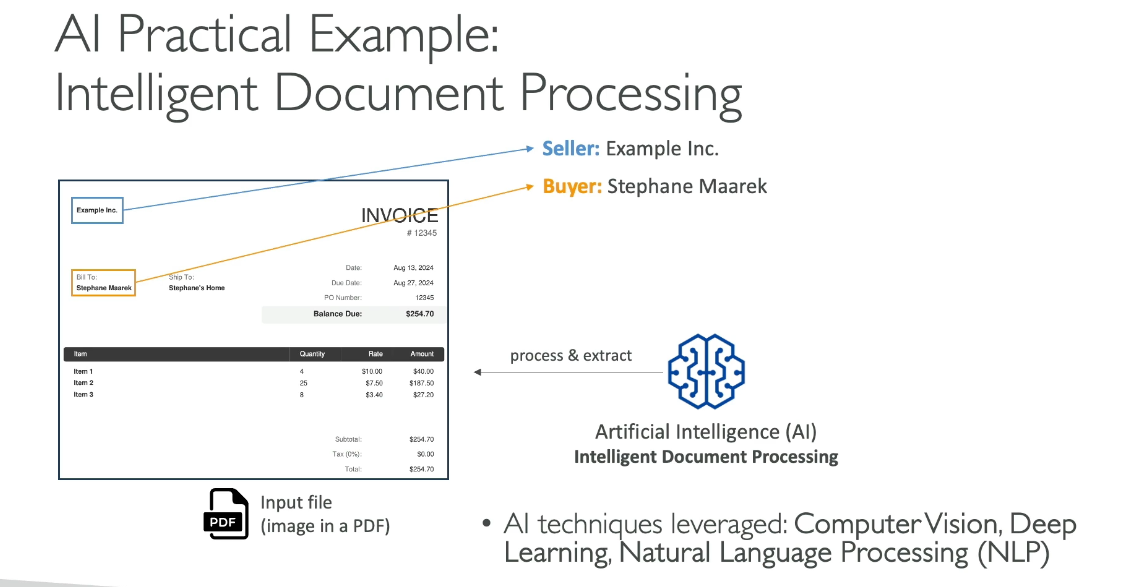 AI Practical Example:
Intelligent Document Processing
Seller: Example Inc.
Buyer: Stephane Maarek
Example Inc.
INVOICE
# 12345
Bill To:
Stephane Maarek
Ship To:
Stephane's Home
Date: Aug 13, 2024
Due Date: Aug 27, 2024
PO Number: 12345
Balance Due: $254.70
Item Quantity Rate Amount
Item 1 4 $10.00 $40.00
Item 2 25 $7.50 $187.50
Item 3 8 $3.40 $27.20
Subtotal: $254.70
Tax (0%): $0.00
Total: $254.70
process & extract
Artificial Intelligence (AI)
Intelligent Document Processing
PDF
Input file
(image in a PDF)
• AI techniques leveraged: Computer Vision, Deep
Learning, Natural Language Processing (NLP)